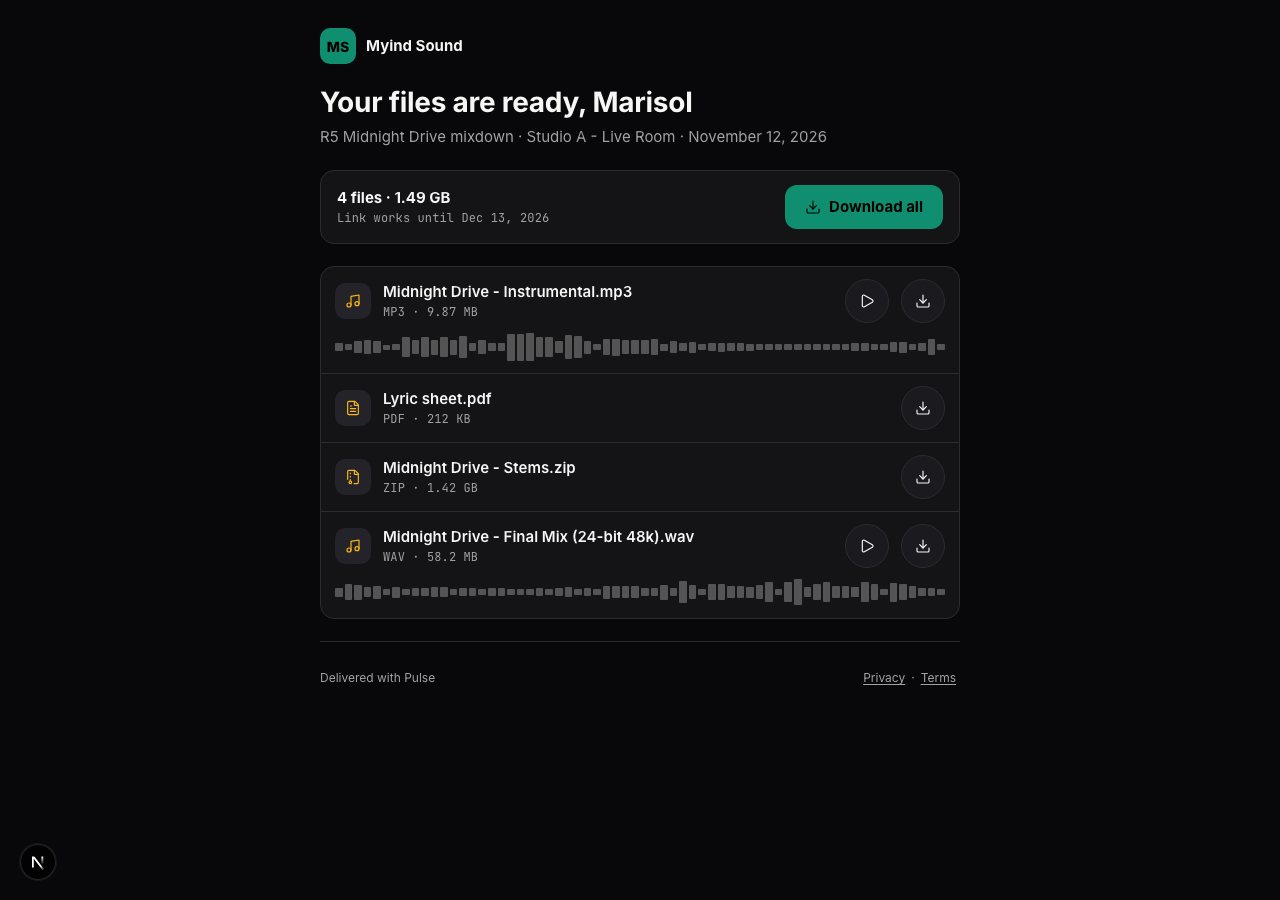 MS
Myind Sound
Your files are ready, Marisol
R5 Midnight Drive mixdown · Studio A - Live Room · November 12, 2026
4 files · 1.49 GB
Link works until Dec 13, 2026
Download all
Midnight Drive - Instrumental.mp3
MP3 · 9.87 MB
Lyric sheet.pdf
PDF · 212 KB
Midnight Drive - Stems.zip
ZIP · 1.42 GB
Midnight Drive - Final Mix (24-bit 48k).wav
WAV · 58.2 MB
Delivered with Pulse
Privacy · Terms
N